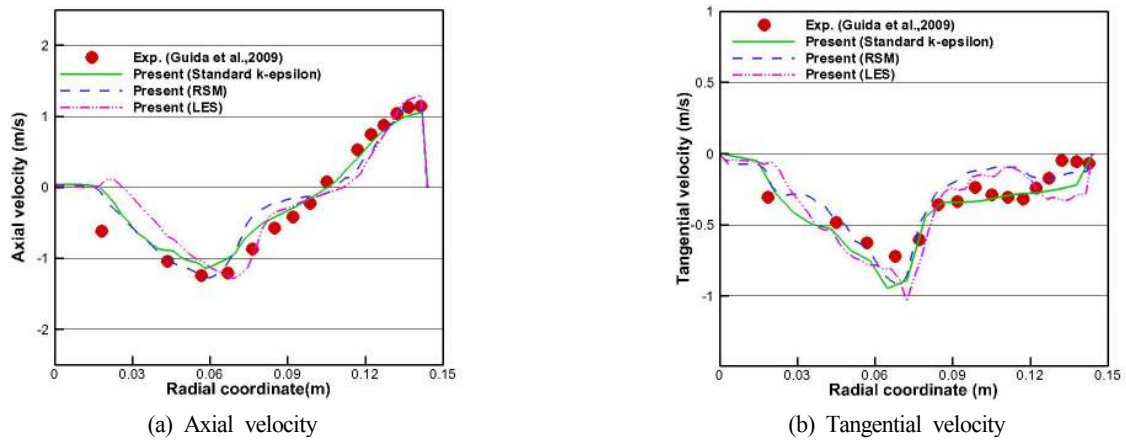 2
1
0
-1
-2
Axial velocity (m/s)
Exp. (Guida et al.,2009)
Present (Standard k-epsilon)
Present (RSM)
Present (LES)
0 0.03 0.06 0.09 0.12 0.15
Radial coordinate(m)
(a) Axial velocity
1
0.5
0
-0.5
-1
Tangential velocity (m/s)
Exp. (Guida et al.,2009)
Present (Standard k-epsilon)
Present (RSM)
Present (LES)
0 0.03 0.06 0.09 0.12 0.15
Radial coordinate (m)
(b) Tangential velocity